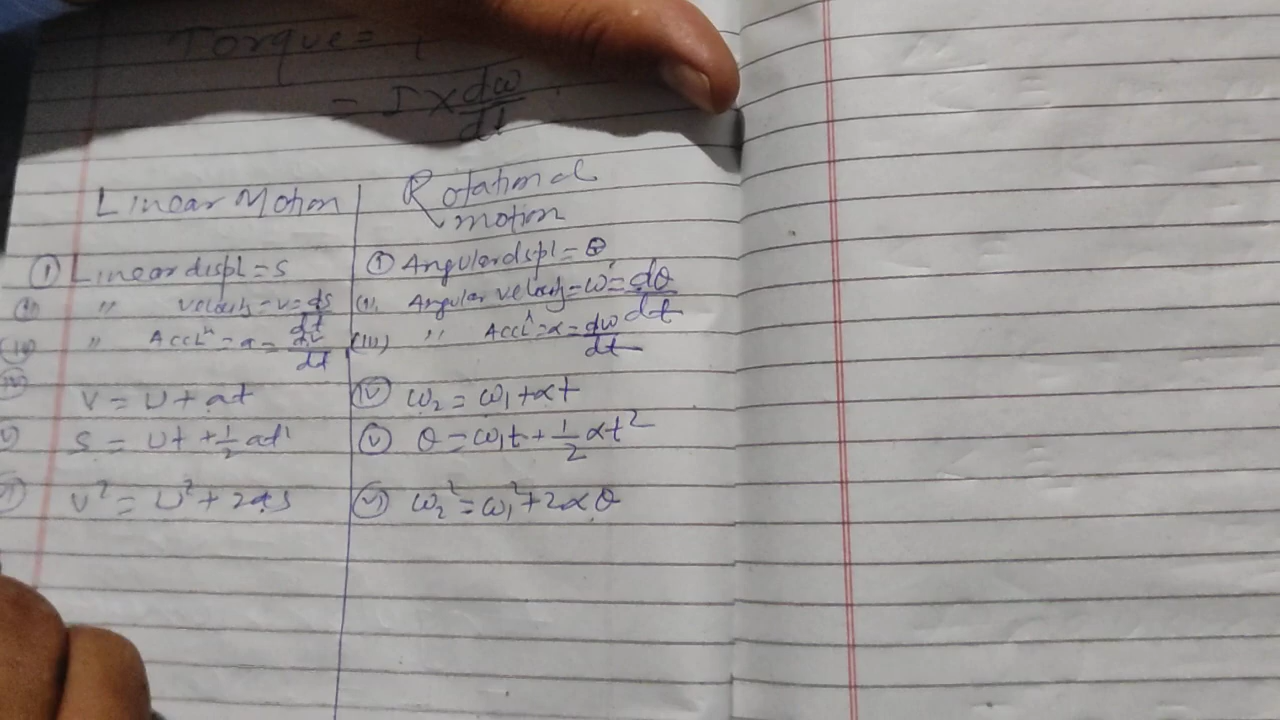 Torque =
= I × dω/dt
Linear Motion | Rotational motion
(i) Linear displ = s | (i) Angular displ = θ
(ii) " velocity = v = ds/dt | (ii) Angular velocity = ω = dθ/dt
(iii) " Accl^n = a = dv/dt | (iii) " Accl^n = α = dω/dt
(iv) v = u + at | (iv) ω₂ = ω₁ + αt
(v) s = ut + 1/2 at² | (v) θ = ω₁t + 1/2 αt²
(vi) v² = u² + 2as | (vi) ω₂² = ω₁² + 2αθ